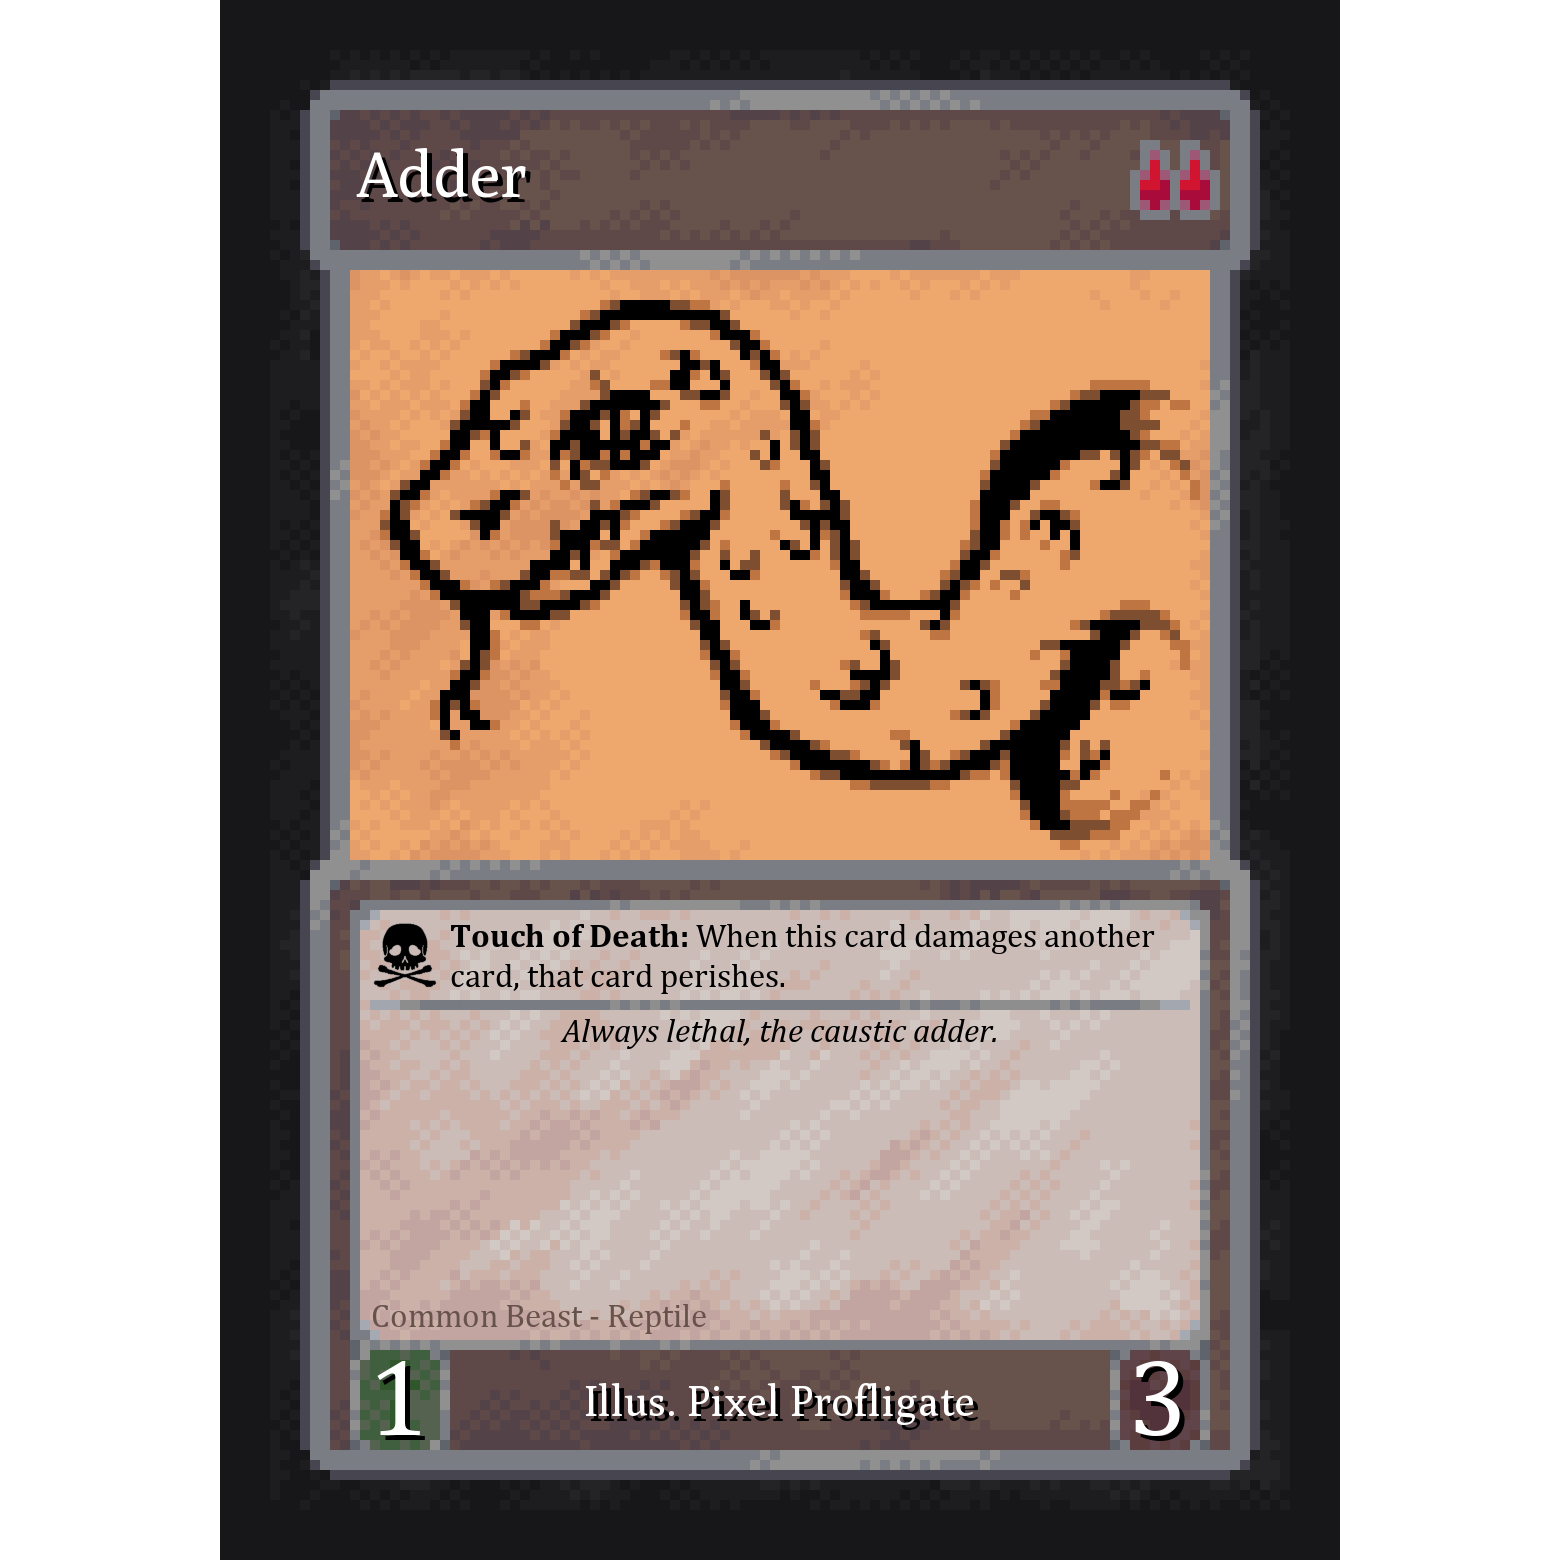 Adder
Touch of Death: When this card damages another
card, that card perishes.
Always lethal, the caustic adder.
Common Beast - Reptile
1
Illus. Pixel Profligate
3